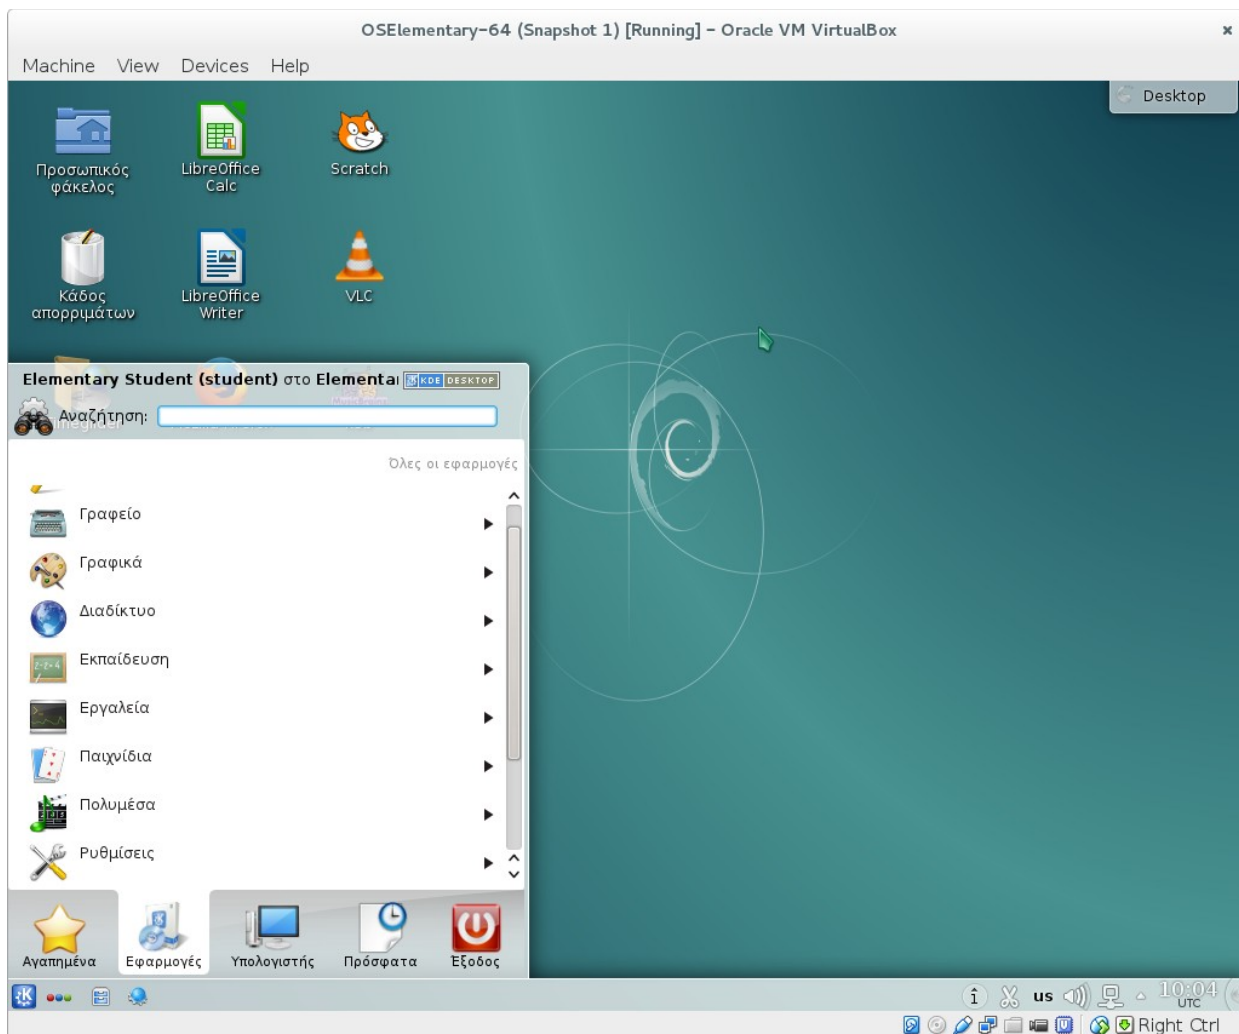 OSElementary-64 (Snapshot 1) [Running] - Oracle VM VirtualBox
Machine View Devices Help
Desktop
Προσωπικός
φάκελος
LibreOffice
Calc
Scratch
Κάδος
απορριμάτων
LibreOffice
Writer
VLC
Elementary Student (student) στο Elementa
KDE DESKTOP
Αναζήτηση:
Όλες οι εφαρμογές
Γραφείο
Γραφικά
Διαδίκτυο
Εκπαίδευση
Εργαλεία
Παιχνίδια
Πολυμέσα
Ρυθμίσεις
Αγαπημένα Εφαρμογές Υπολογιστής Πρόσφατα Έξοδος
us 10:04
UTC
Right Ctrl